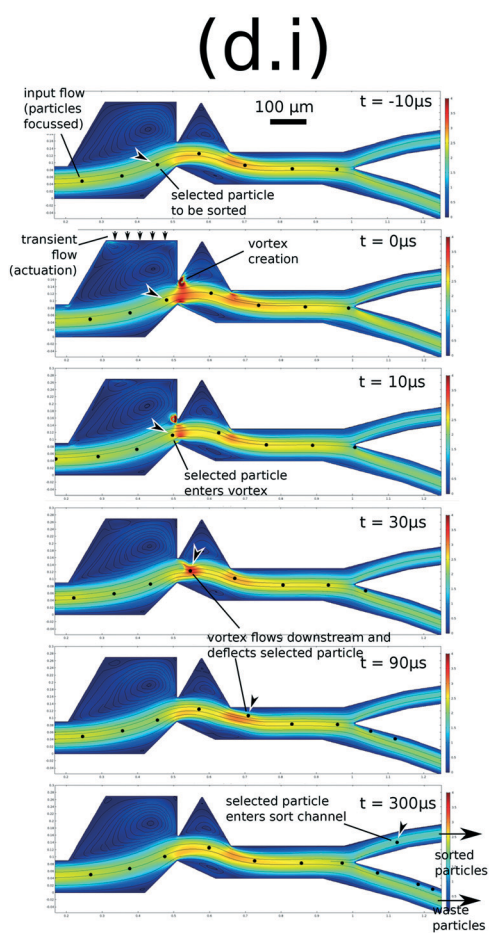 (d.i)
input flow
(particles
focussed)
100 µm
t = -10µs
selected particle
to be sorted
transient
flow
(actuation)
vortex
creation
t = 0µs
t = 10µs
selected particle
enters vortex
t = 30µs
vortex flows downstream and
deflects selected particle
t = 90µs
selected particle
enters sort channel
t = 300µs
sorted
particles
waste
particles